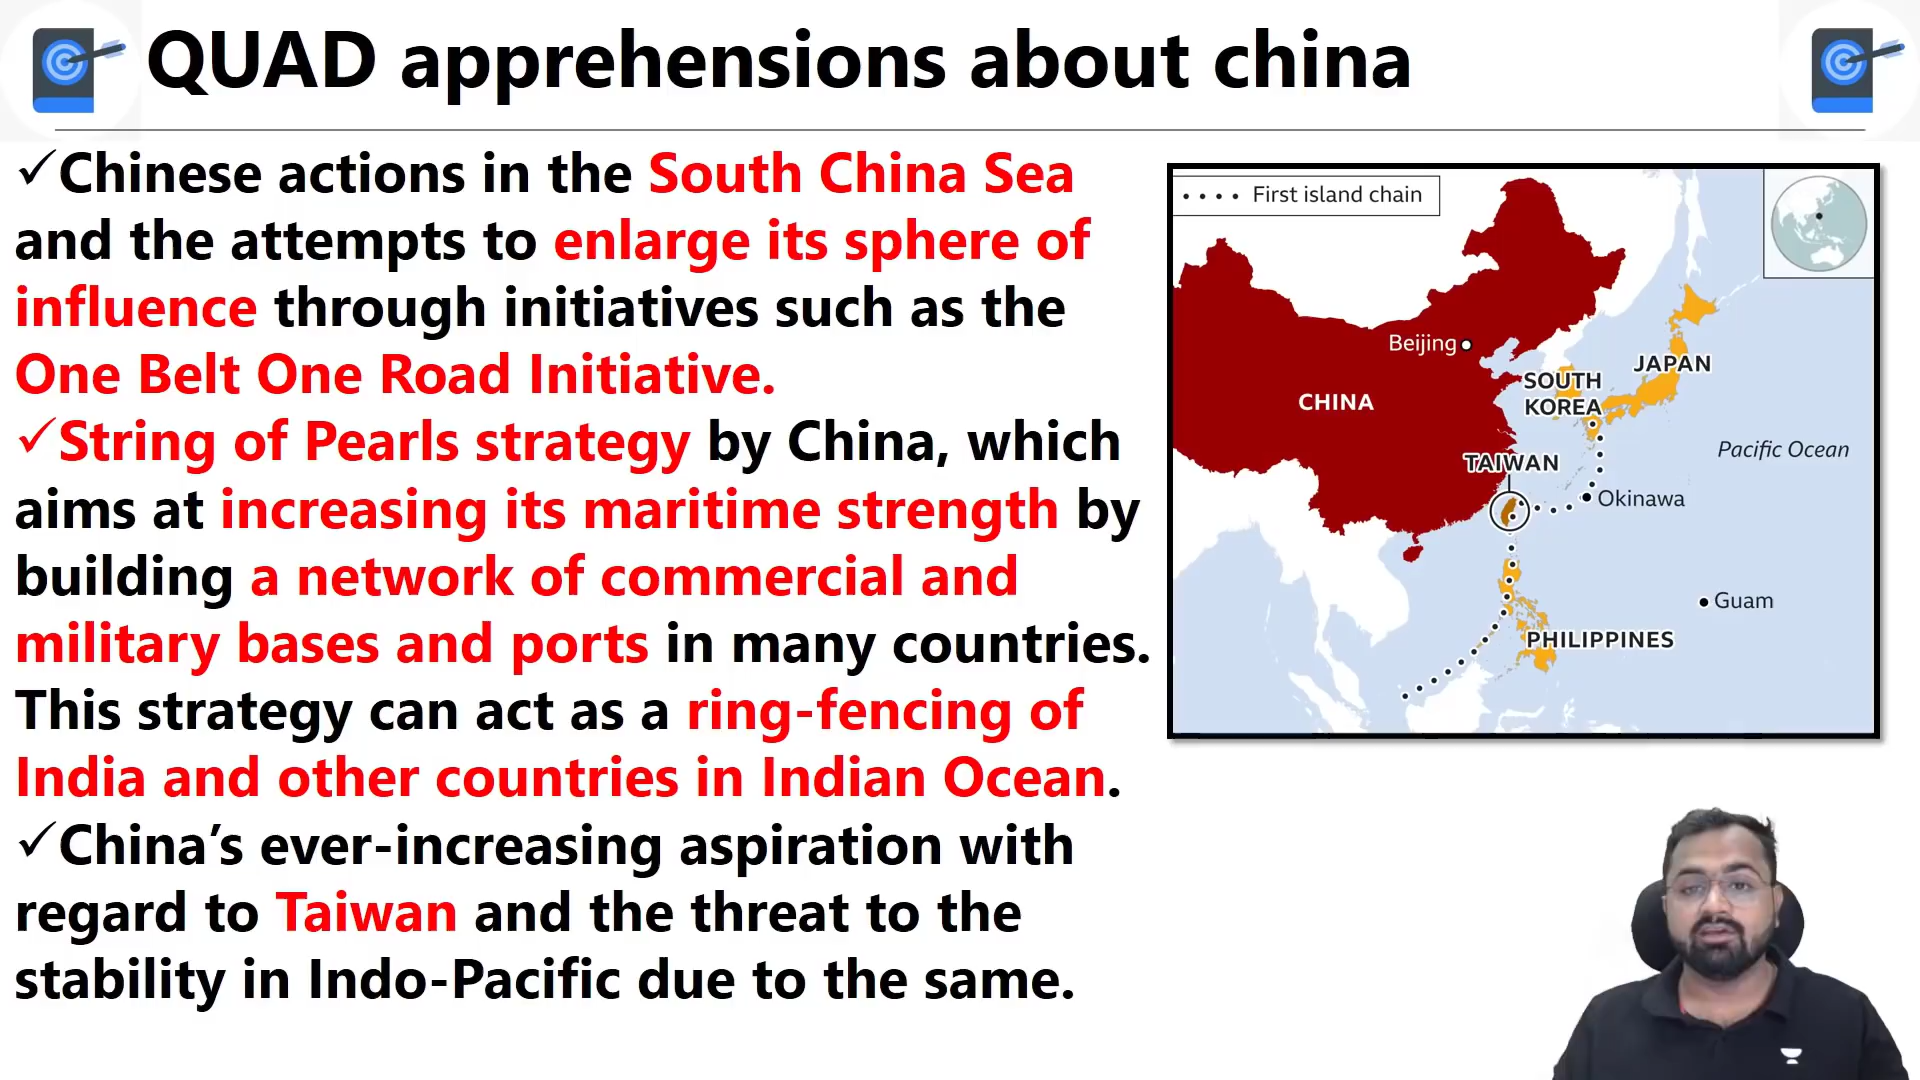 QUAD apprehensions about china
✓Chinese actions in the South China Sea
and the attempts to enlarge its sphere of
influence through initiatives such as the
One Belt One Road Initiative.
✓String of Pearls strategy by China, which
aims at increasing its maritime strength by
building a network of commercial and
military bases and ports in many countries.
This strategy can act as a ring-fencing of
India and other countries in Indian Ocean.
✓China’s ever-increasing aspiration with
regard to Taiwan and the threat to the
stability in Indo-Pacific due to the same.
First island chain
Beijing
JAPAN
SOUTH
KOREA
CHINA
Pacific Ocean
TAIWAN
Okinawa
Guam
PHILIPPINES